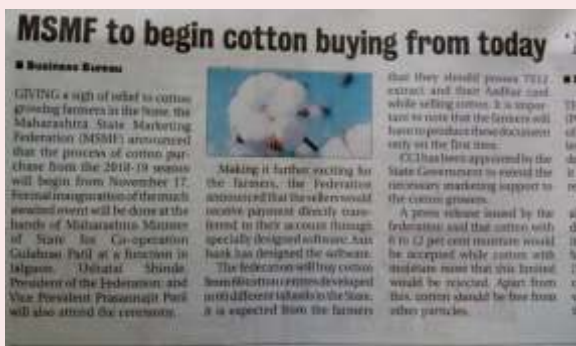 MSMF to begin cotton buying from today
■ Business Bureau
GIVING a sigh of relief to cotton
growing farmers in the State, the
Maharashtra State Marketing
Federation (MSMF) announced
that the process of cotton pur-
chase from the 2018-19 season
will begin from November 17.
Formal inauguration of the much
awaited event will be done at the
hands of Maharashtra Minister
of State for Co-operation
Gulabrao Patil at a function in
Jalgaon. Ushatai Shinde,
President of the Federation, and
Vice President Prasannajit Patil
will also attend the ceremony.
Making it further exciting for
the farmers, the Federation
announced that the sellers would
receive payment directly trans-
ferred to their account through
specially designed software. Axis
bank has designed the software.
The federation will buy cotton
from 60 centres developed
in different talukas in the State.
It is expected from the farmers
that they should posses 7/12
extract and their Aadhar card
while selling cotton. It is impor-
tant to note that the farmers will
have to produce these document
only on the first time.
CCI has been appointed by the
State Government to extend the
necessary marketing support to
the cotton growers.
A press release issued by the
federation said that cotton with
8 to 12 per cent moisture would
be accepted while cotton with
moisture more than this limited
would be rejected. Apart from
this, cotton should be free from
other particles.